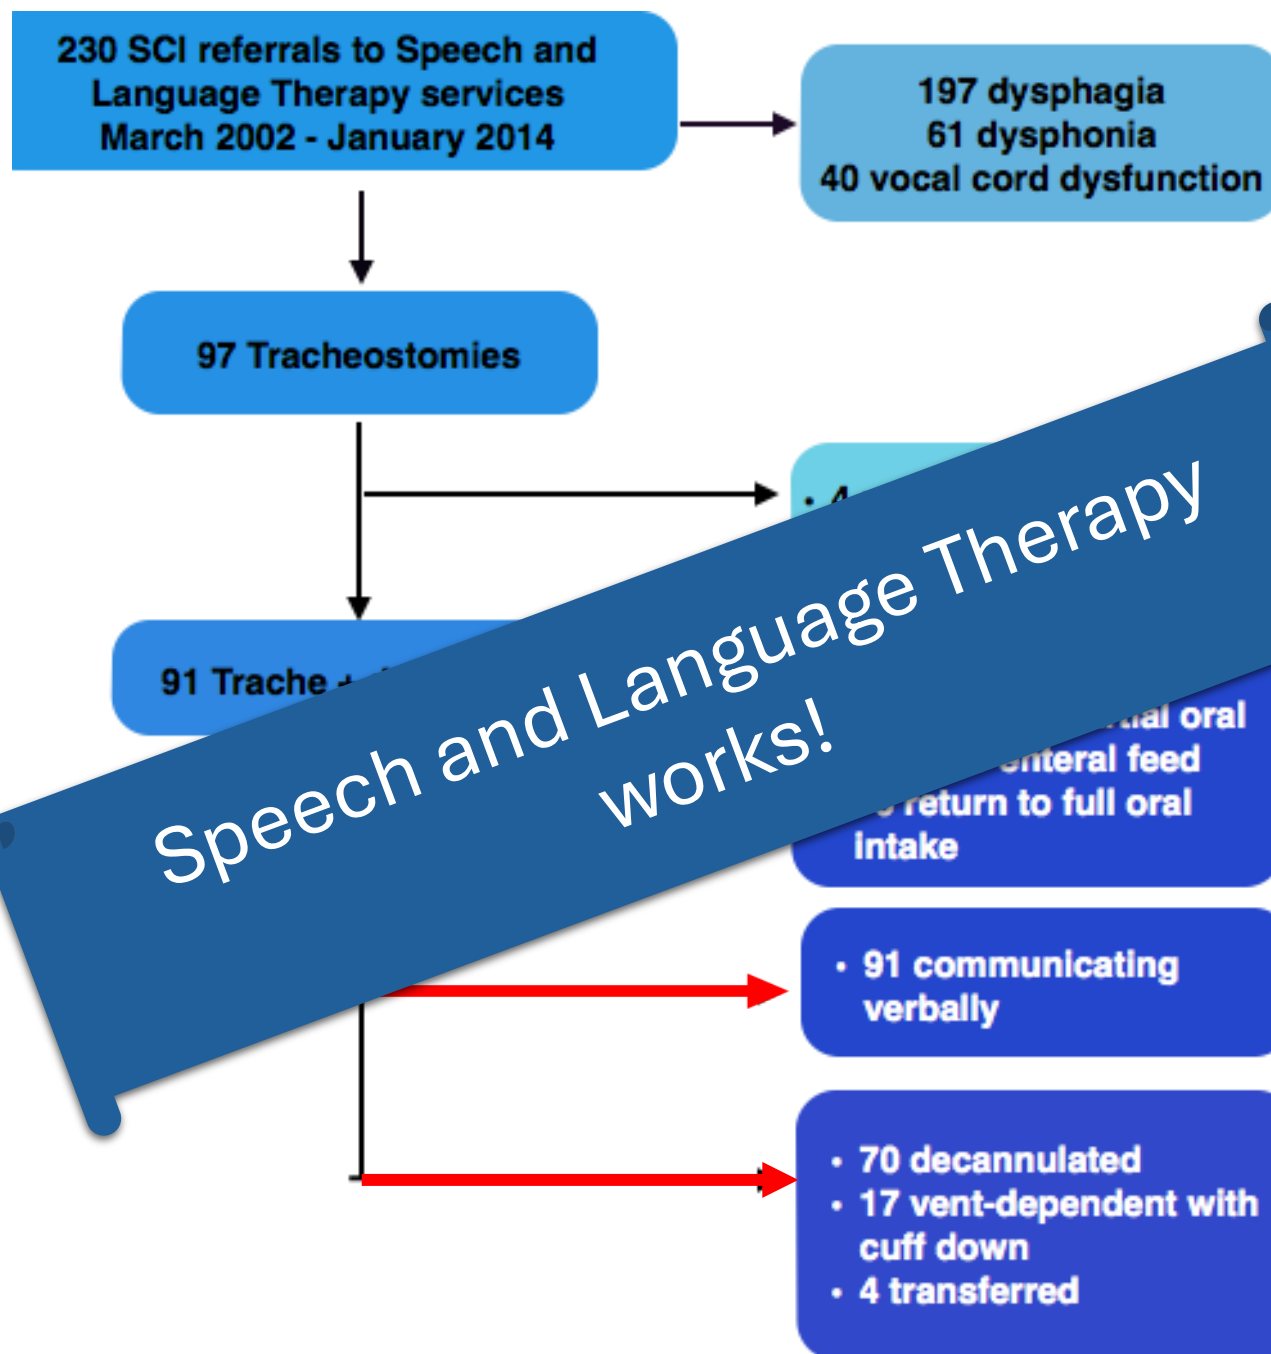 230 SCI referrals to Speech and
Language Therapy services
March 2002 - January 2014
197 dysphagia
61 dysphonia
40 vocal cord dysfunction
97 Tracheostomies
91 Trache
Speech and Language Therapy
works!
oral
enteral feed
return to full oral
intake
• 91 communicating
verbally
• 70 decannulated
• 17 vent-dependent with
cuff down
• 4 transferred